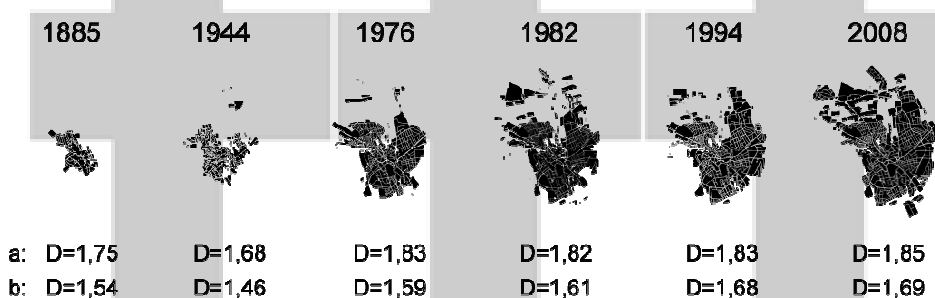 1885 1944 1976 1982 1994 2008
a: D=1,75 D=1,68 D=1,83 D=1,82 D=1,83 D=1,85
b: D=1,54 D=1,46 D=1,59 D=1,61 D=1,68 D=1,69